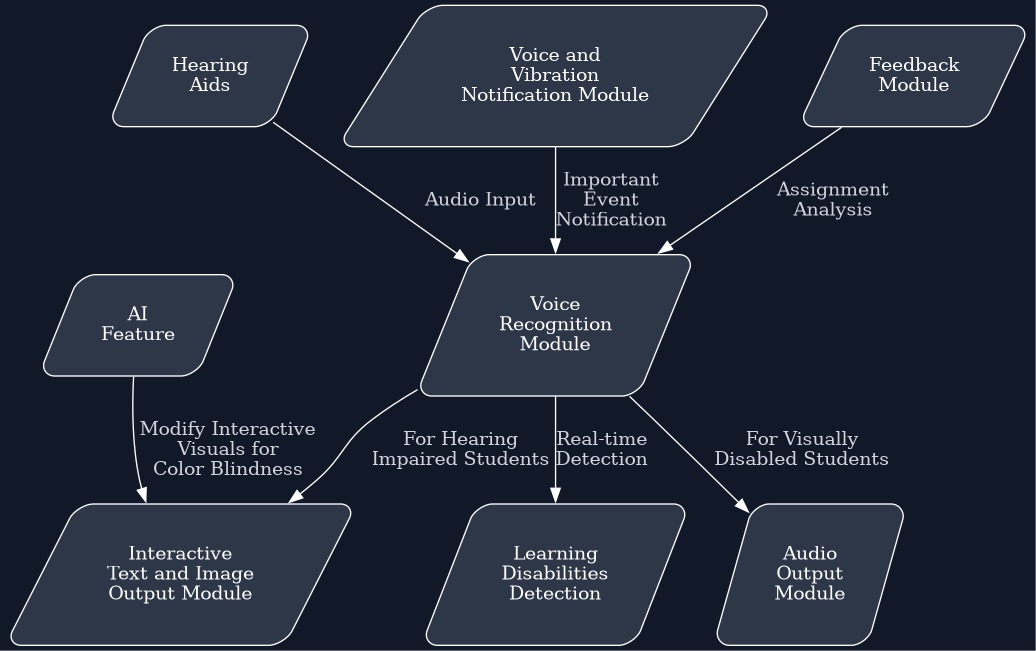 Hearing
Aids
Voice and
Vibration
Notification Module
Feedback
Module
Audio Input
Important
Event
Notification
Assignment
Analysis
AI
Feature
Voice
Recognition
Module
Modify Interactive
Visuals for
Color Blindness
For Hearing
Impaired Students
Real-time
Detection
For Visually
Disabled Students
Interactive
Text and Image
Output Module
Learning
Disabilities
Detection
Audio
Output
Module